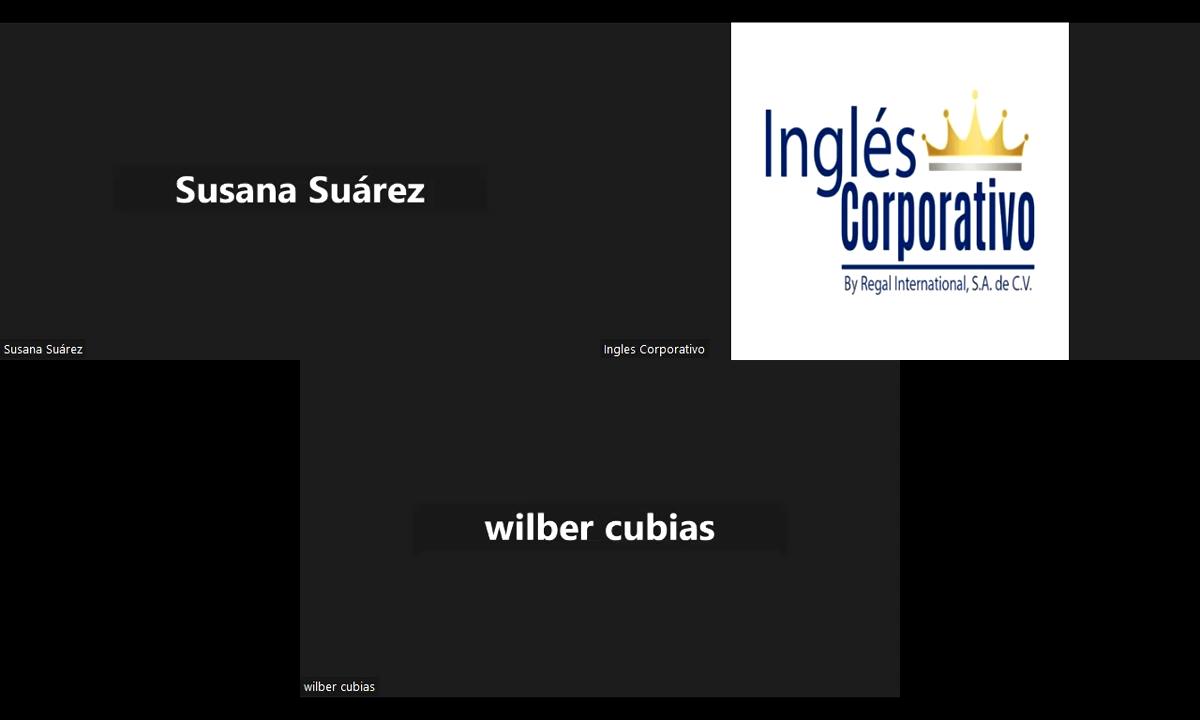 Susana Suárez
Susana Suárez
Inglés
Corporativo
By Regal International, S.A. de C.V.
Ingles Corporativo
wilber cubias
wilber cubias